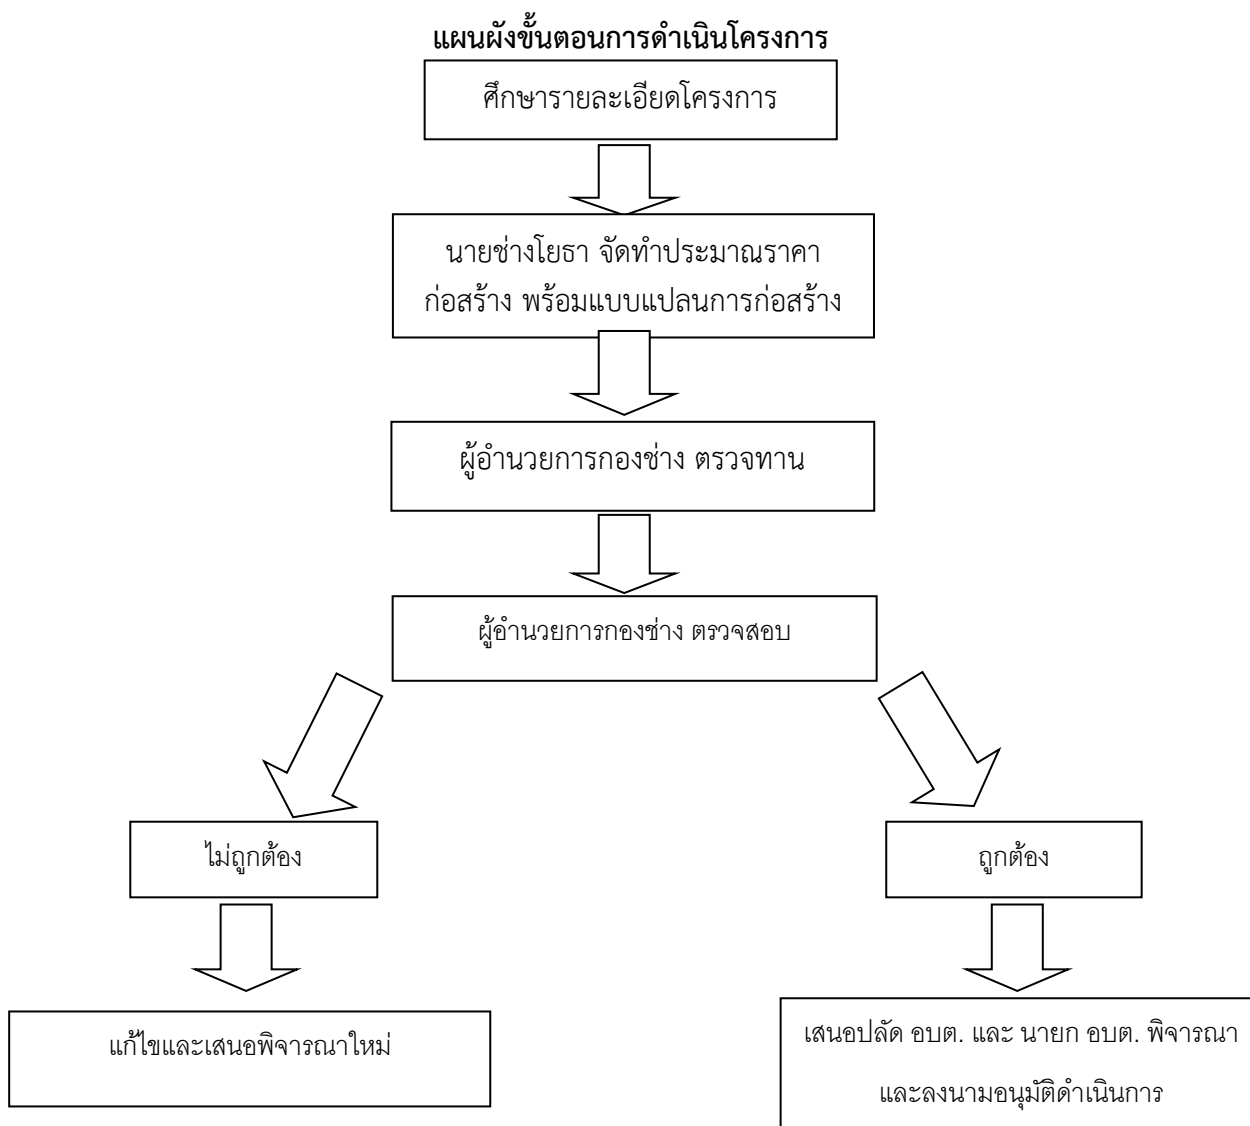 แผนผังขั้นตอนการดำเนินโครงการ
ศึกษารายละเอียดโครงการ
นายช่างโยธา จัดทำประมาณราคา
ก่อสร้าง พร้อมแบบแปลนการก่อสร้าง
ผู้อำนวยการกองช่าง ตรวจทาน
ผู้อำนวยการกองช่าง ตรวจสอบ
ไม่ถูกต้อง
ถูกต้อง
แก้ไขและเสนอพิจารณาใหม่
เสนอปลัด อบต. และ นายก อบต. พิจารณา
และลงนามอนุมัติดำเนินการ